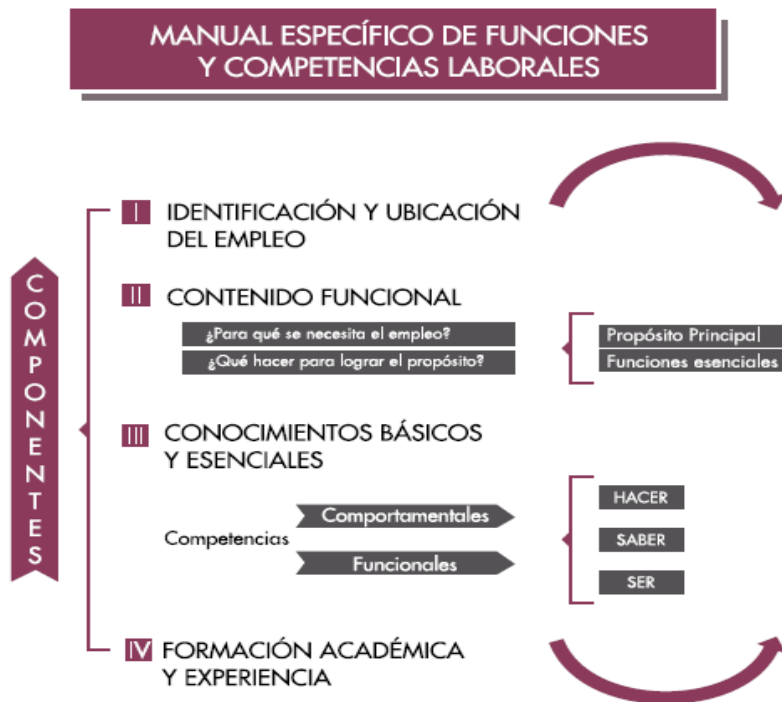 MANUAL ESPECÍFICO DE FUNCIONES
Y COMPETENCIAS LABORALES
COMPONENTES
I IDENTIFICACIÓN Y UBICACIÓN
DEL EMPLEO
II CONTENIDO FUNCIONAL
¿Para qué se necesita el empleo?
¿Qué hacer para lograr el propósito?
Propósito Principal
Funciones esenciales
III CONOCIMIENTOS BÁSICOS
Y ESENCIALES
Competencias
Comportamentales
Funcionales
HACER
SABER
SER
IV FORMACIÓN ACADÉMICA
Y EXPERIENCIA